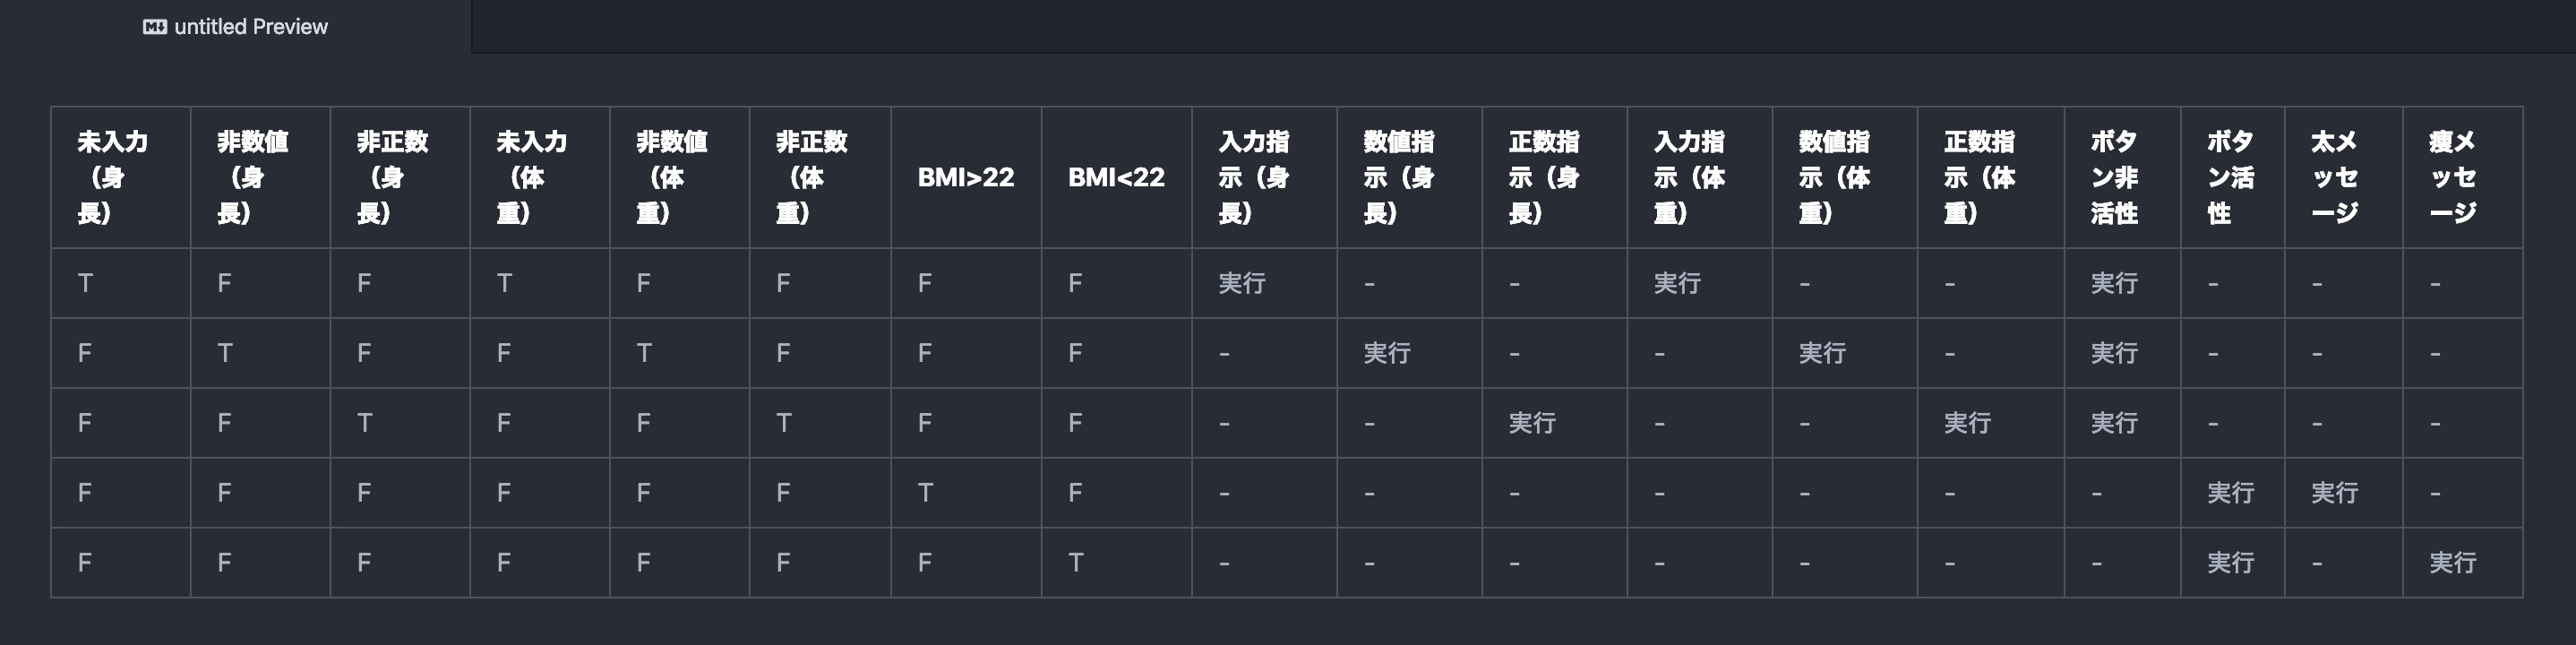 untitled Preview
未入力（身長） 非数値（身長） 非正数（身長） 未入力（体重） 非数値（体重） 非正数（体重） BMI>22 BMI<22 入力指示（身長） 数値指示（身長） 正数指示（身長） 入力指示（体重） 数値指示（体重） 正数指示（体重） ボタン非活性 ボタン活性 太メッセージ 痩メッセージ
T F F T F F F F 実行 - - 実行 - - 実行 - - -
F T F F T F F F - 実行 - - 実行 - 実行 - - -
F F T F F T F F - - 実行 - - 実行 実行 - - -
F F F F F F T F - - - - - - - 実行 実行 -
F F F F F F F T - - - - - - - 実行 - 実行